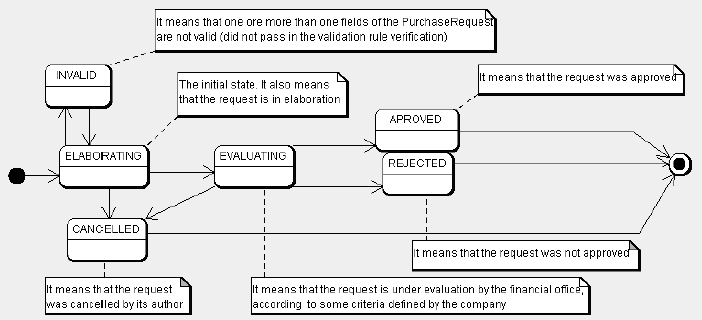 It means that one ore more than one fields of the PurchaseRequest
are not valid (did not pass in the validation rule verification)
INVALID
The initial state. It also means
that the request is in elaboration
It means that the request was approved
APROVED
ELABORATING
EVALUATING
REJECTED
CANCELLED
It means that the request was not approved
It means that the request
was cancelled by its author
It means that the request is under evaluation by the financial office,
according to some criteria defined by the company